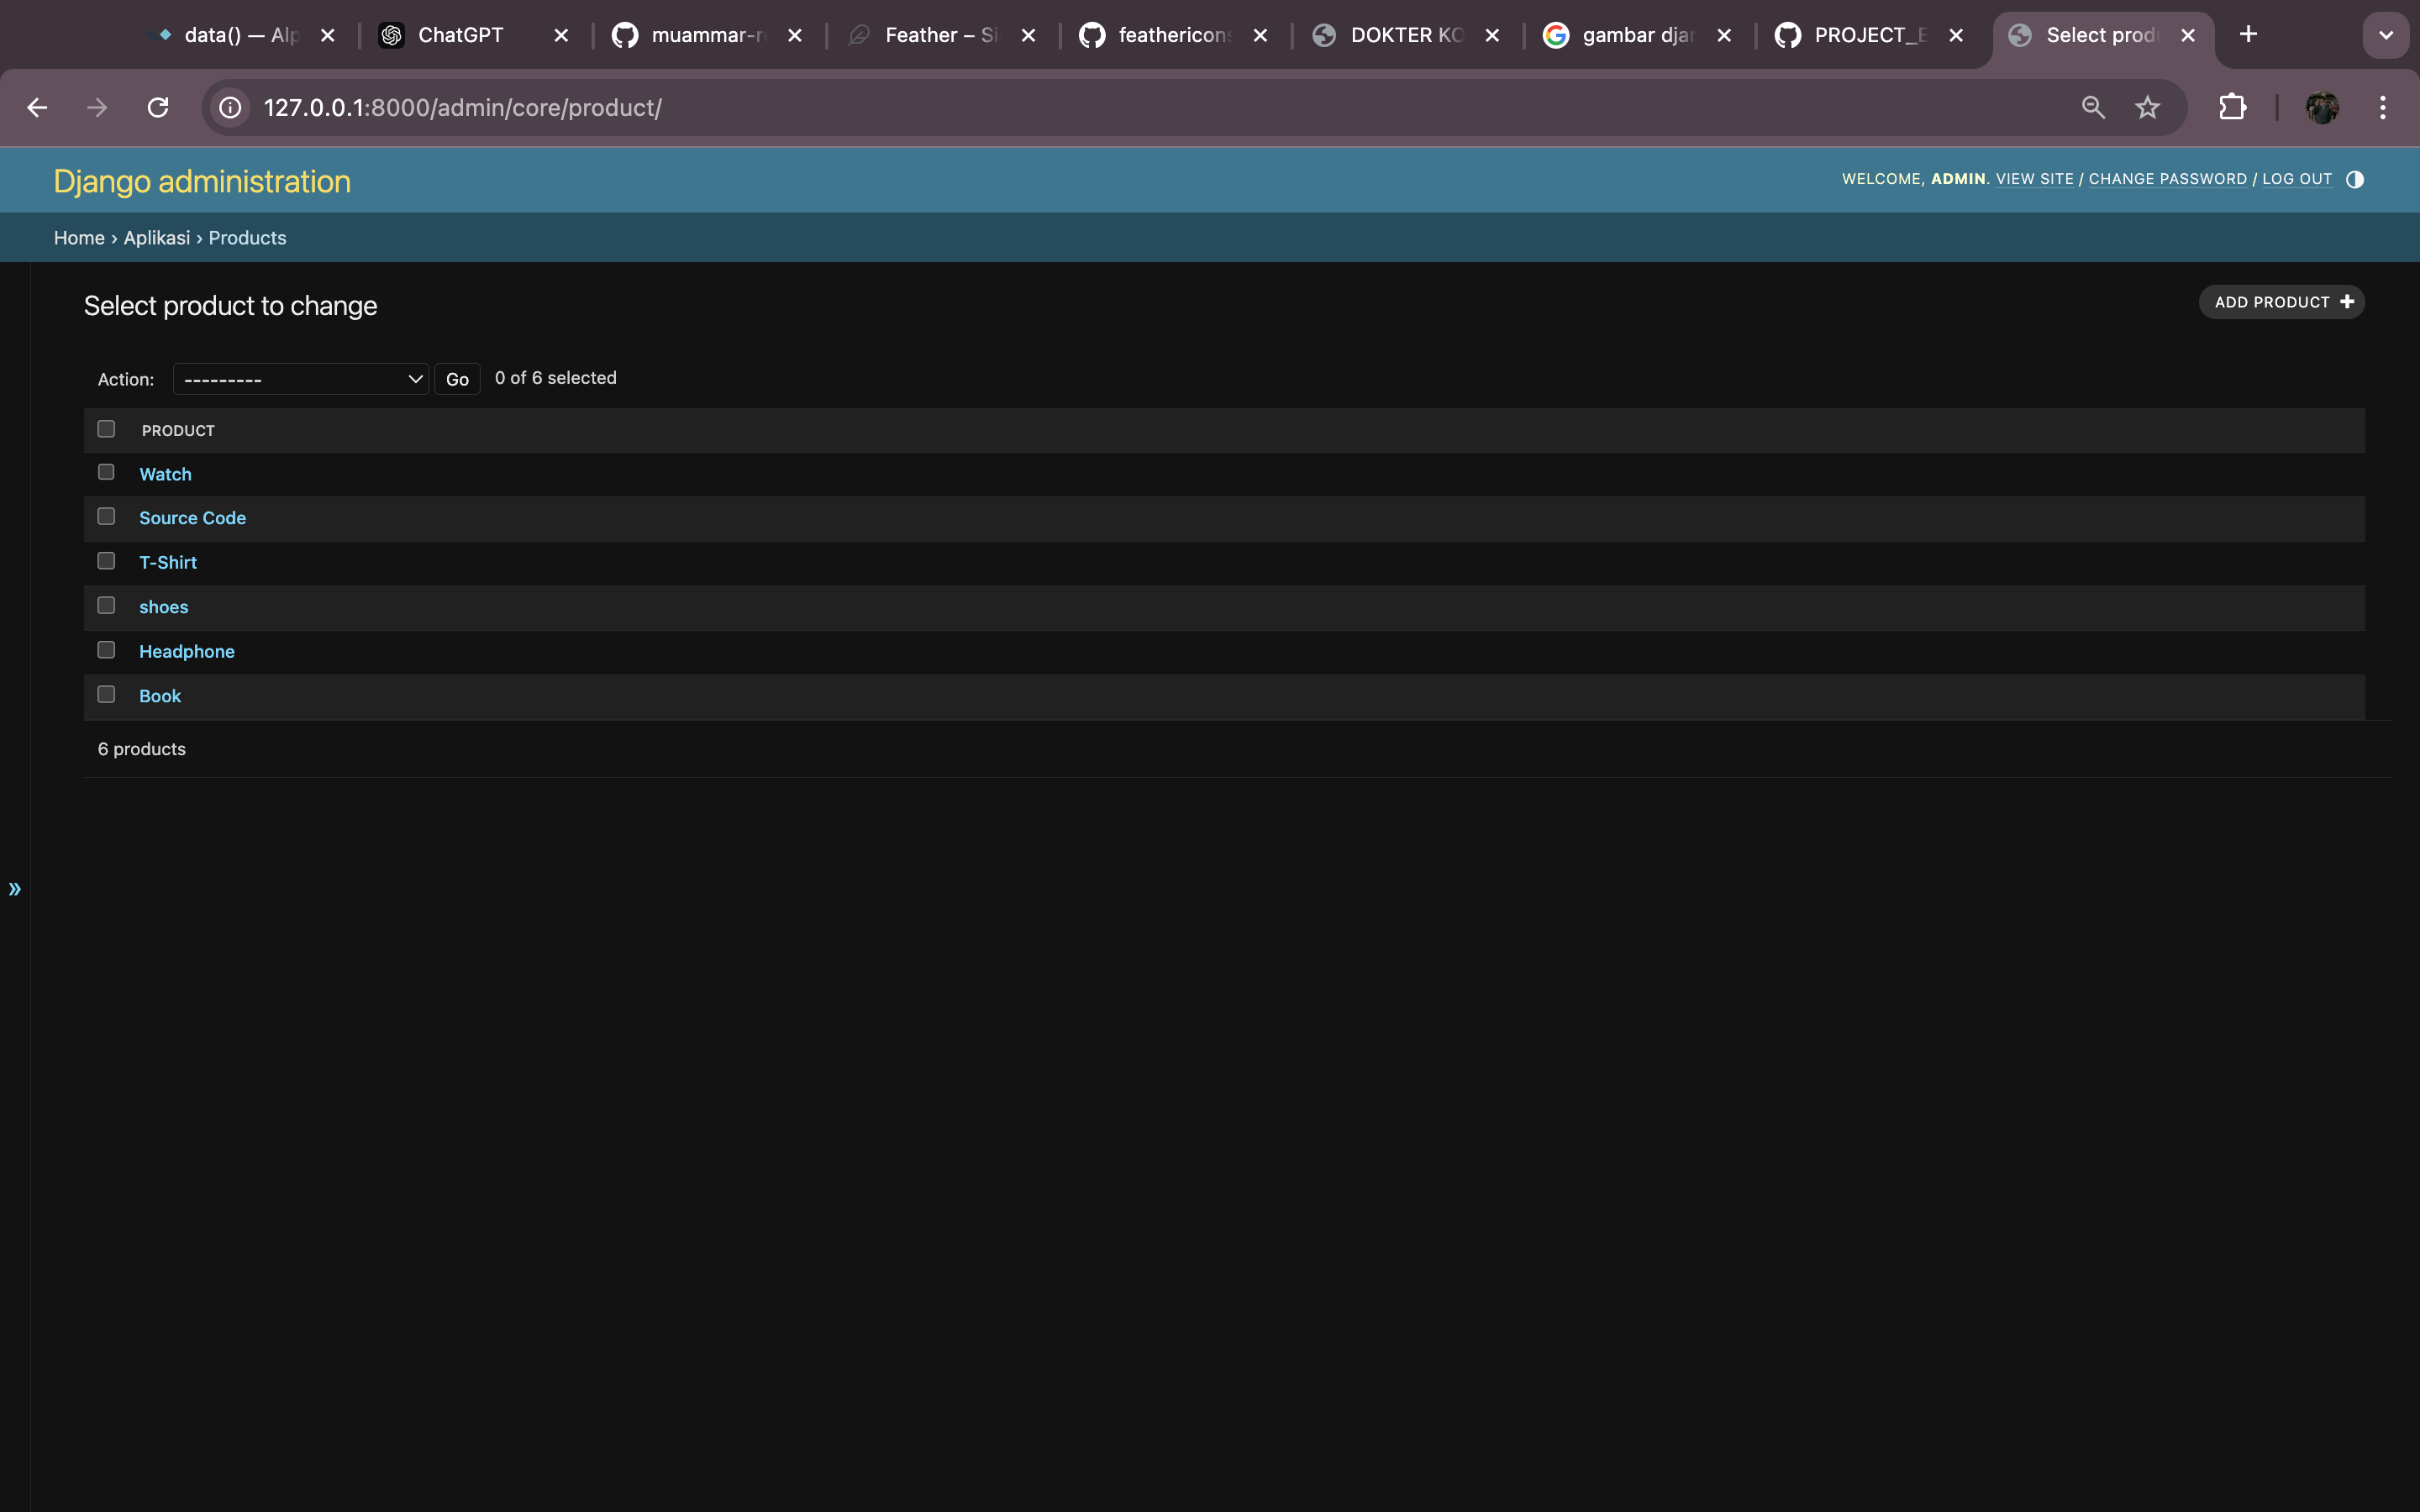 data() — Alp
ChatGPT
muammar-r
Feather – Si
feathericons
DOKTER KO
gambar djan
PROJECT_E
Select prod
127.0.0.1:8000/admin/core/product/
Django administration
WELCOME, ADMIN. VIEW SITE / CHANGE PASSWORD / LOG OUT
Home › Aplikasi › Products
Select product to change
ADD PRODUCT +
Action: --------- Go 0 of 6 selected
PRODUCT
Watch
Source Code
T-Shirt
shoes
Headphone
Book
6 products
»